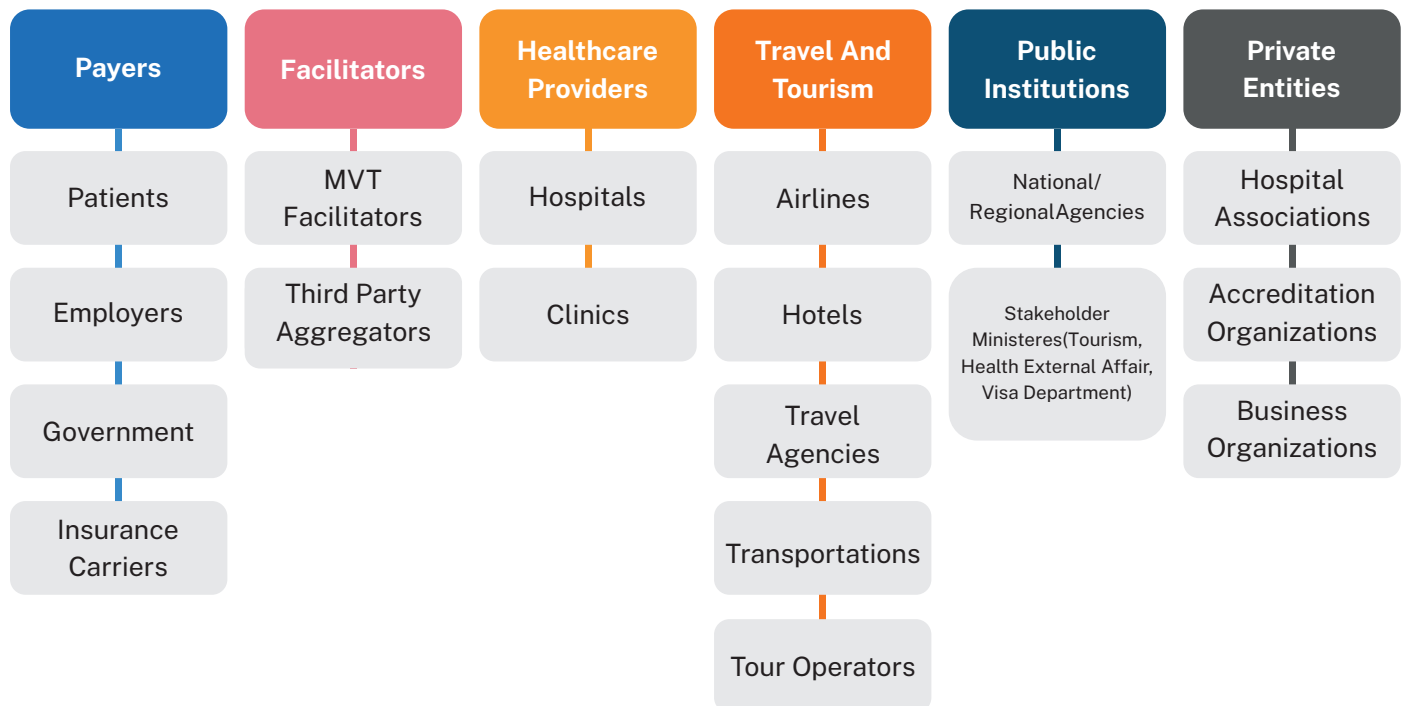 Payers
Patients
Employers
Government
Insurance
Carriers
Facilitators
MVT
Facilitators
Third Party
Aggregators
Healthcare
Providers
Hospitals
Clinics
Travel And
Tourism
Airlines
Hotels
Travel
Agencies
Transportations
Tour Operators
Public
Institutions
National/
RegionalAgencies
Stakeholder
Ministeres(Tourism,
Health External Affair,
Visa Department)
Private
Entities
Hospital
Associations
Accreditation
Organizations
Business
Organizations